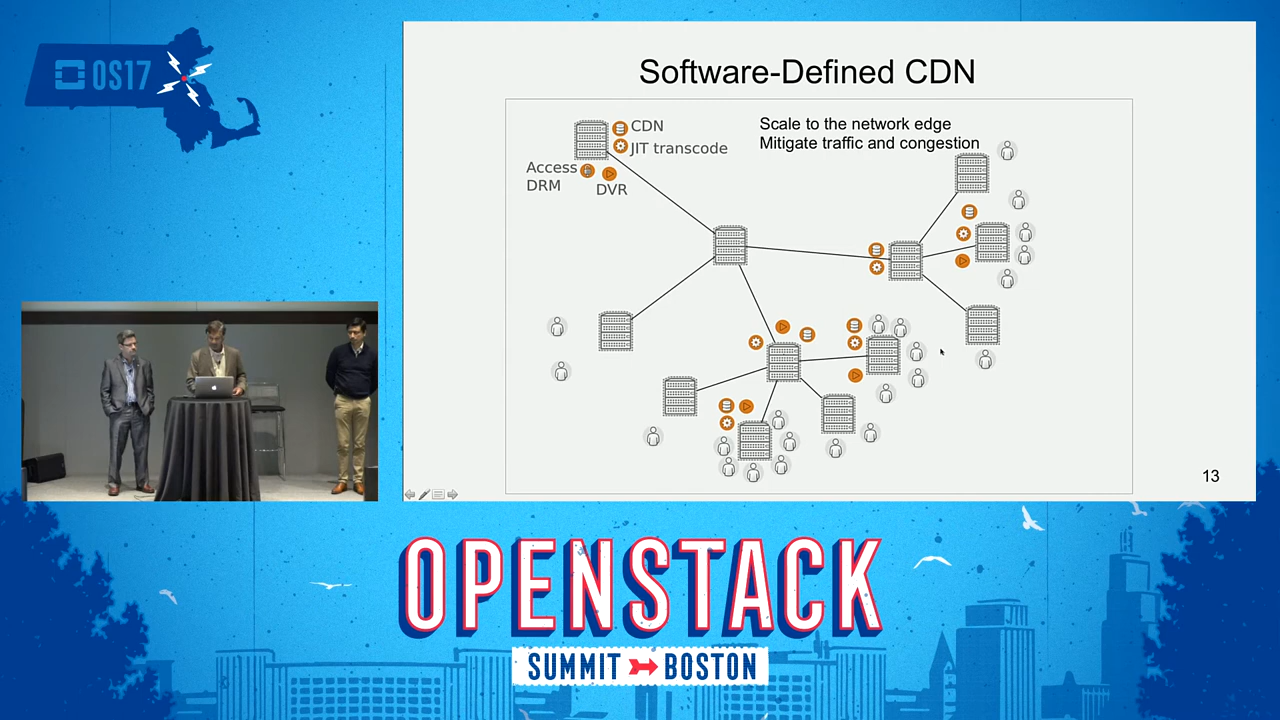 OS17
Software-Defined CDN
CDN
JIT transcode
Access
DRM
DVR
Scale to the network edge
Mitigate traffic and congestion
13
OPENSTACK
SUMMIT BOSTON